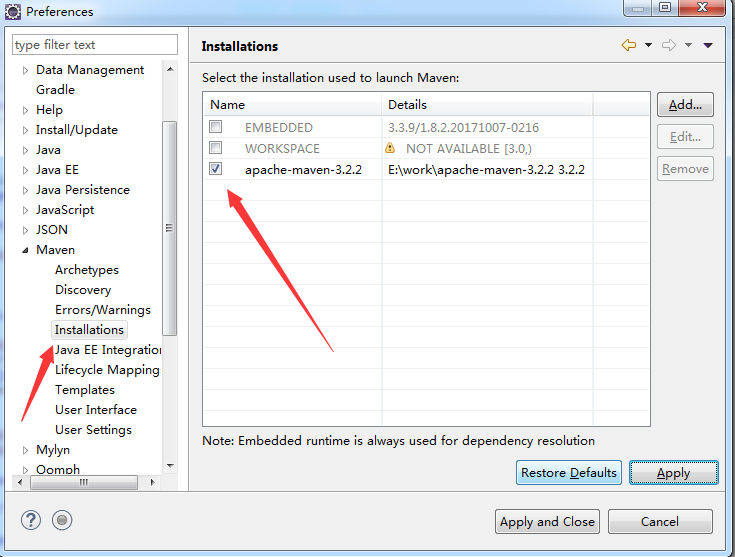 Preferences
type filter text
Data Management
Gradle
Help
Install/Update
Java
Java EE
Java Persistence
JavaScript
JSON
Maven
Archetypes
Discovery
Errors/Warnings
Installations
Java EE Integration
Lifecycle Mapping
Templates
User Interface
User Settings
Mylyn
Oomph
Installations
Select the installation used to launch Maven:
Name Details
EMBEDDED 3.3.9/1.8.2.20171007-0216
WORKSPACE NOT AVAILABLE [3.0,)
apache-maven-3.2.2 E:\work\apache-maven-3.2.2 3.2.2
Add...
Edit...
Remove
Note: Embedded runtime is always used for dependency resolution
Restore Defaults Apply
Apply and Close Cancel